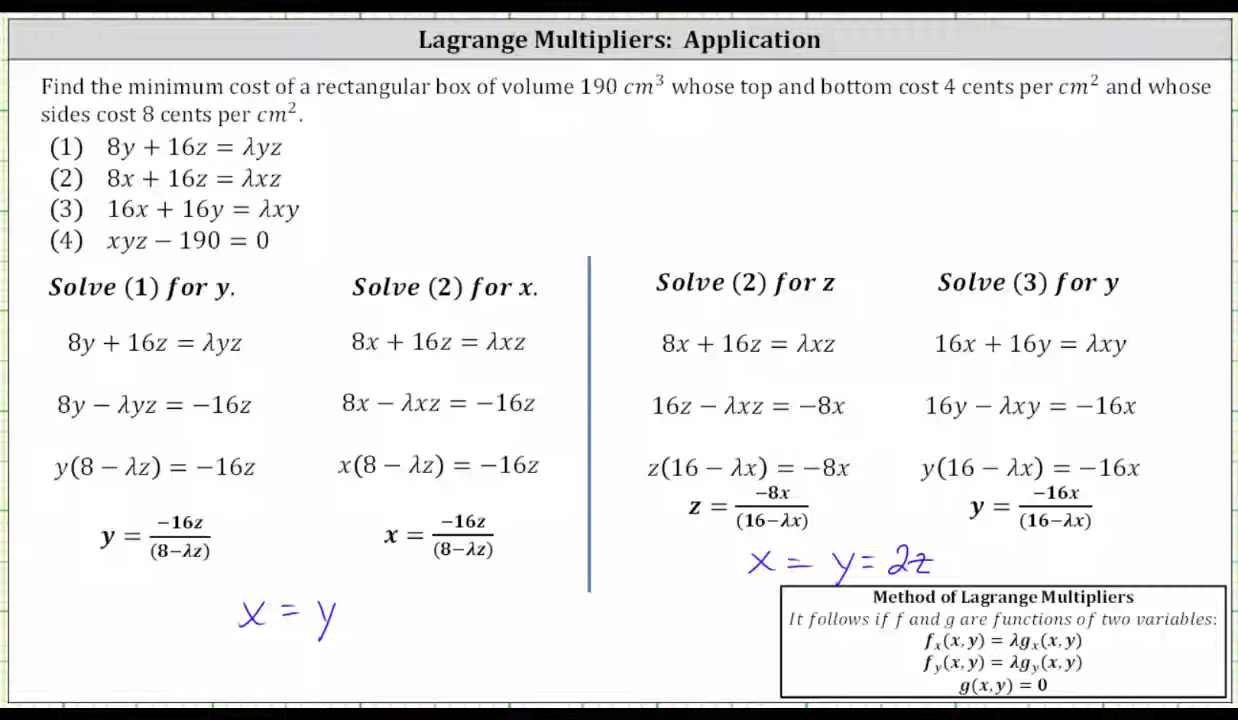 Lagrange Multipliers: Application
Find the minimum cost of a rectangular box of volume 190 cm³ whose top and bottom cost 4 cents per cm² and whose
sides cost 8 cents per cm².
(1) 8y + 16z = λyz
(2) 8x + 16z = λxz
(3) 16x + 16y = λxy
(4) xyz − 190 = 0
Solve (1) for y.
8y + 16z = λyz
8y − λyz = −16z
y(8 − λz) = −16z
y = −16z/(8−λz)
Solve (2) for x.
8x + 16z = λxz
8x − λxz = −16z
x(8 − λz) = −16z
x = −16z/(8−λz)
x = y
Solve (2) for z
8x + 16z = λxz
16z − λxz = −8x
z(16 − λx) = −8x
z = −8x/(16−λx)
Solve (3) for y
16x + 16y = λxy
16y − λxy = −16x
y(16 − λx) = −16x
y = −16x/(16−λx)
x = y = 2z
Method of Lagrange Multipliers
It follows if f and g are functions of two variables:
fₓ(x, y) = λgₓ(x, y)
f_y(x, y) = λg_y(x, y)
g(x, y) = 0